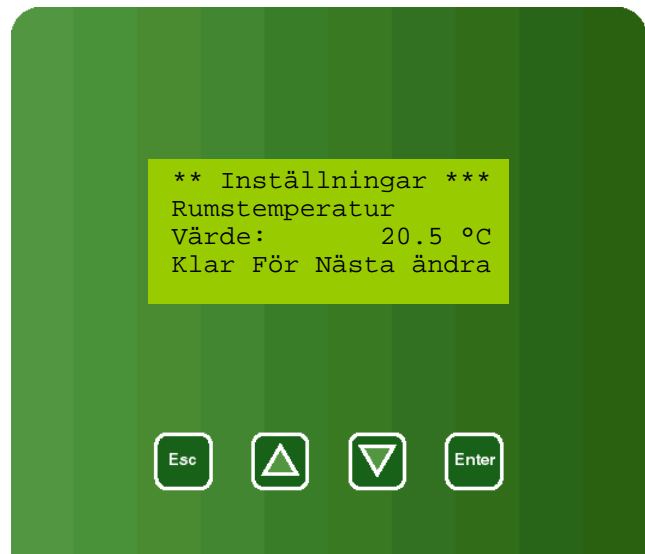 ** Inställningar ***
Rumstemperatur
Värde: 20.5 °C
Klar För Nästa ändra
Esc Enter